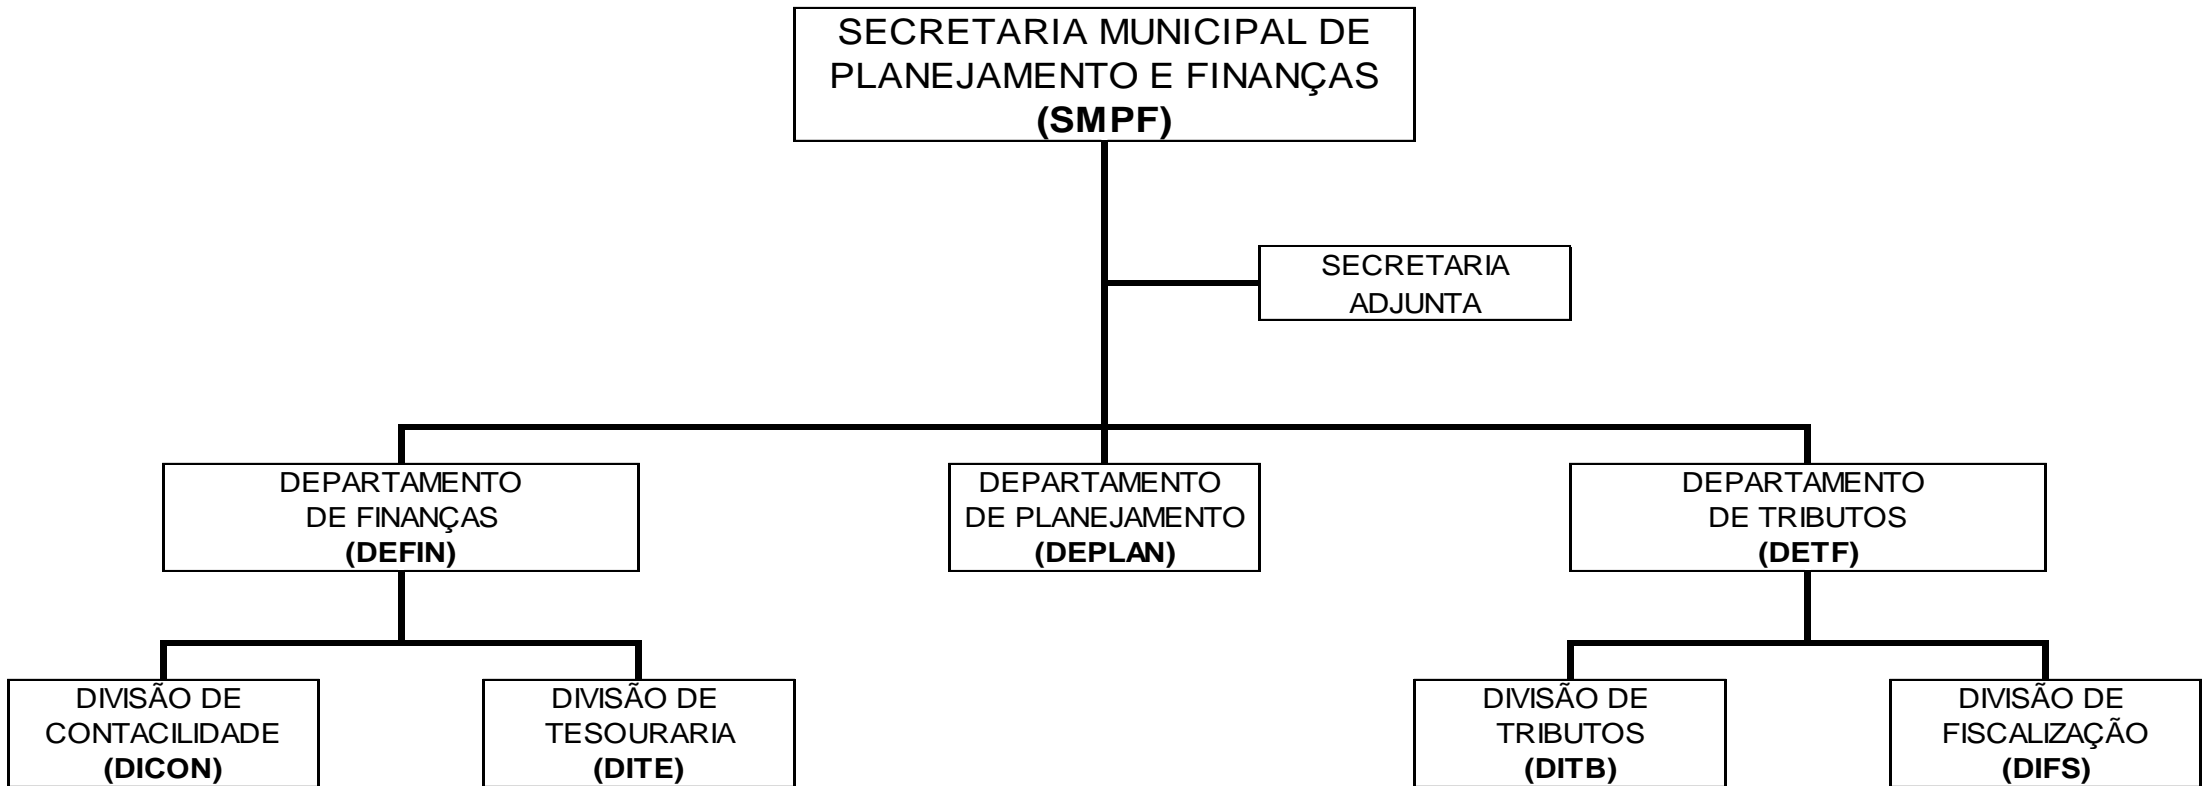 SECRETARIA MUNICIPAL DE
PLANEJAMENTO E FINANÇAS
(SMPF)
SECRETARIA
ADJUNTA
DEPARTAMENTO
DE FINANÇAS
(DEFIN)
DEPARTAMENTO
DE PLANEJAMENTO
(DEPLAN)
DEPARTAMENTO
DE TRIBUTOS
(DETF)
DIVISÃO DE
CONTACILIDADE
(DICON)
DIVISÃO DE
TESOURARIA
(DITE)
DIVISÃO DE
TRIBUTOS
(DITB)
DIVISÃO DE
FISCALIZAÇÃO
(DIFS)